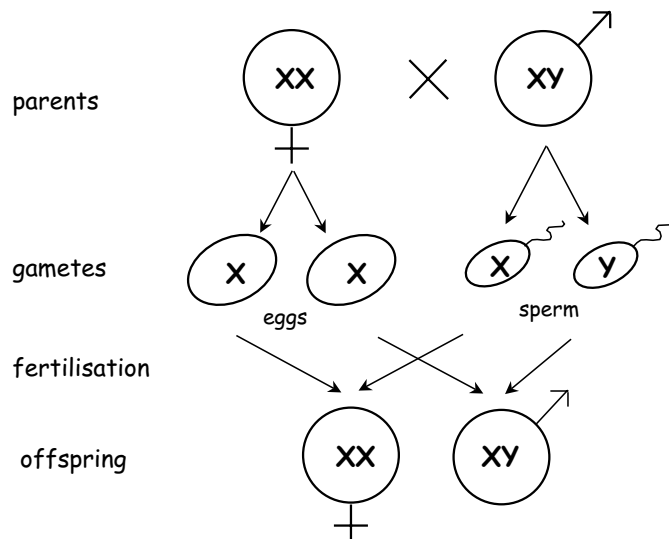 parents
XX
XY
gametes
X
X
X
Y
eggs
sperm
fertilisation
offspring
XX
XY